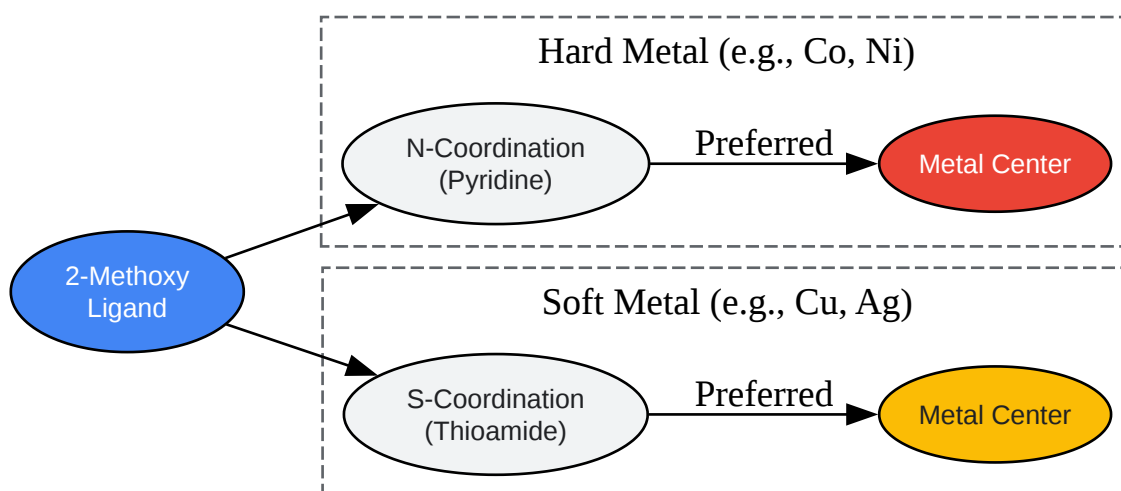 Hard Metal (e.g., Co, Ni)
N-Coordination
(Pyridine)
Preferred
Metal Center
2-Methoxy
Ligand
Soft Metal (e.g., Cu, Ag)
S-Coordination
(Thioamide)
Preferred
Metal Center